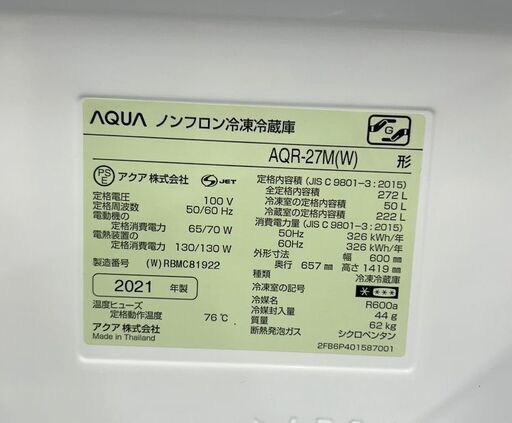 AQUA ノンフロン冷凍冷蔵庫
G
AQR-27M(W) 形
PS E アクア株式会社 S JET
定格電圧 100 V
定格周波数 50/60 Hz
電動機の
定格消費電力 65/70 W
電熱装置の
定格消費電力 130/130 W
製造番号 (W) RBMC81922
2021 年製
温度ヒューズ
定格動作温度 76℃
アクア株式会社
Made in Thailand
定格内容積 (JIS C 9801-3 : 2015)
全定格内容積 272 L
冷凍室の定格内容積 50 L
冷蔵室の定格内容積 222 L
消費電力量 (JIS C 9801-3 : 2015)
50Hz 326 kWh/年
60Hz 326 kWh/年
外形寸法 幅 600 ㎜
奥行 657 ㎜ 高さ 1419 ㎜
種類 冷凍冷蔵庫
冷凍室の記号
冷媒名 R600a
冷媒封入量 44 g
質量 62 kg
断熱発泡ガス シクロペンタン
2FB6P401587001